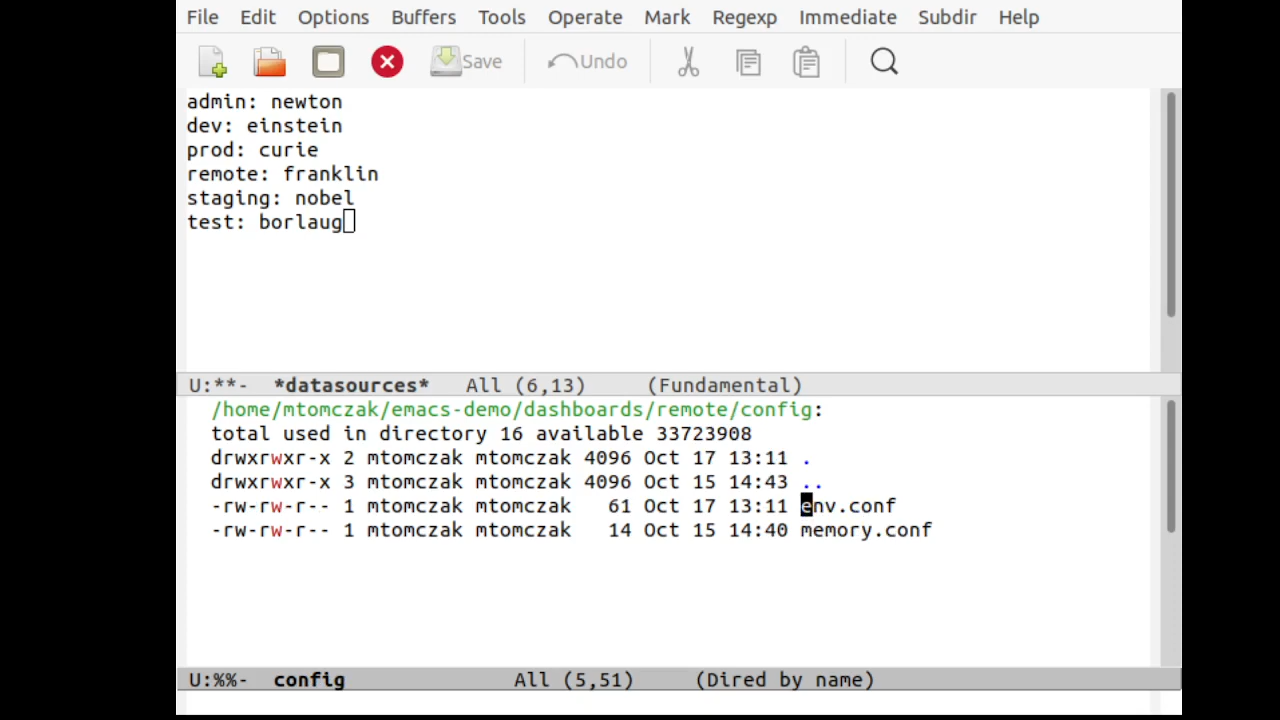 File Edit Options Buffers Tools Operate Mark Regexp Immediate Subdir Help
Save Undo
admin: newton
dev: einstein
prod: curie
remote: franklin
staging: nobel
test: borlaug
U:**-  *datasources*   All (6,13)     (Fundamental)
/home/mtomczak/emacs-demo/dashboards/remote/config:
total used in directory 16 available 33723908
drwxrwxr-x 2 mtomczak mtomczak 4096 Oct 17 13:11 .
drwxrwxr-x 3 mtomczak mtomczak 4096 Oct 15 14:43 ..
-rw-rw-r-- 1 mtomczak mtomczak   61 Oct 17 13:11 env.conf
-rw-rw-r-- 1 mtomczak mtomczak   14 Oct 15 14:40 memory.conf
U:%%-  config              All (5,51)     (Dired by name)